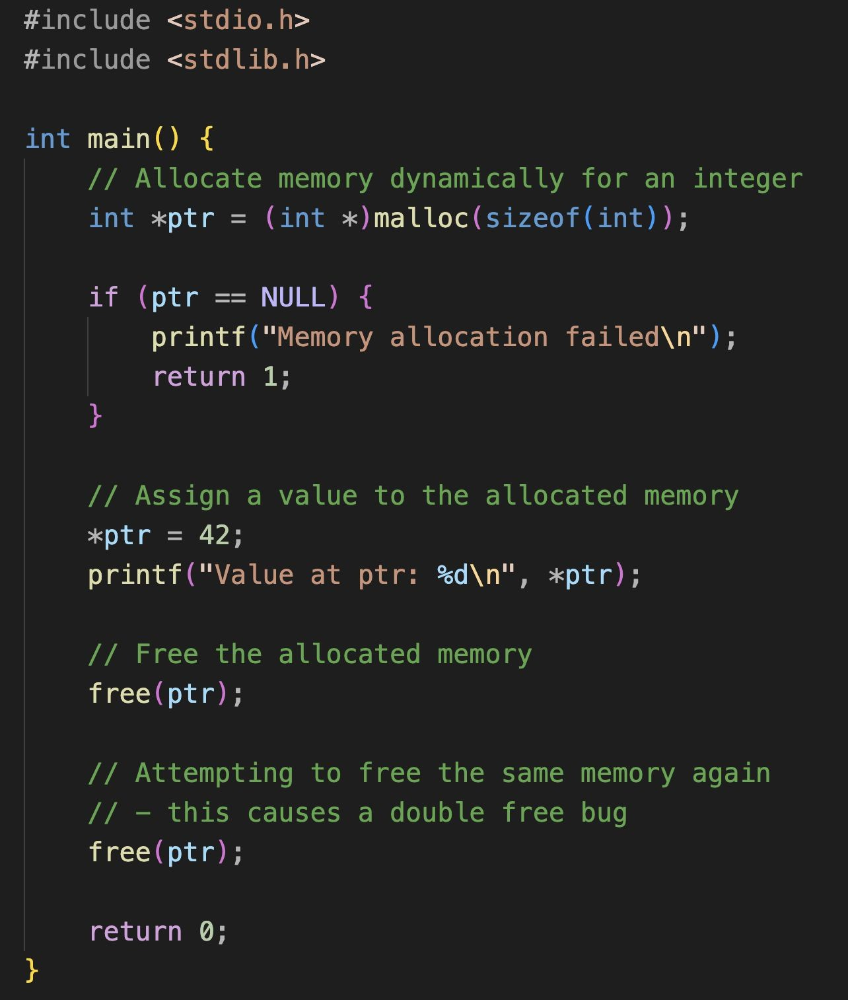 #include <stdio.h>
#include <stdlib.h>

int main() {
    // Allocate memory dynamically for an integer
    int *ptr = (int *)malloc(sizeof(int));

    if (ptr == NULL) {
        printf("Memory allocation failed\n");
        return 1;
    }

    // Assign a value to the allocated memory
    *ptr = 42;
    printf("Value at ptr: %d\n", *ptr);

    // Free the allocated memory
    free(ptr);

    // Attempting to free the same memory again
    // – this causes a double free bug
    free(ptr);

    return 0;
}